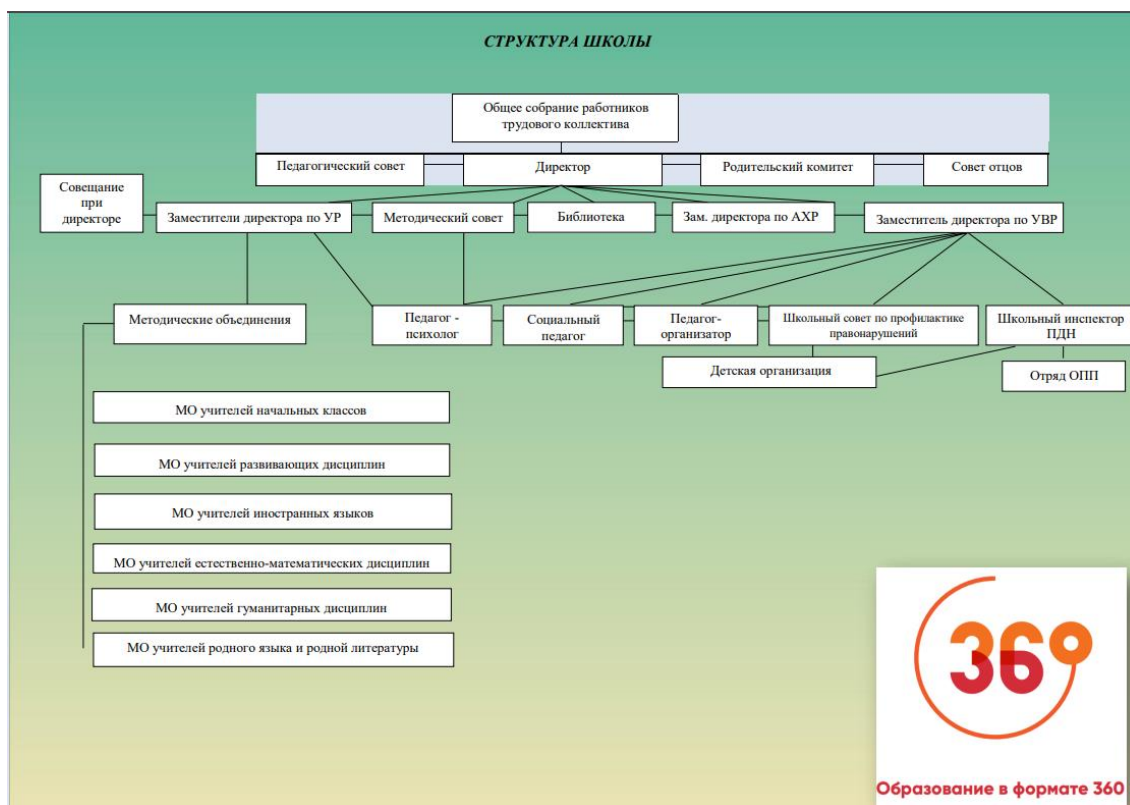 СТРУКТУРА ШКОЛЫ
Общее собрание работников
трудового коллектива
Педагогический совет
Директор
Родительский комитет
Совет отцов
Совещание
при
директоре
Заместители директора по УР
Методический совет
Библиотека
Зам. директора по АХР
Заместитель директора по УВР
Методические объединения
Педагог -
психолог
Социальный
педагог
Педагог-
организатор
Школьный совет по профилактике
правонарушений
Школьный инспектор
ПДН
Детская организация
Отряд ОПП
МО учителей начальных классов
МО учителей развивающих дисциплин
МО учителей иностранных языков
МО учителей естественно-математических дисциплин
МО учителей гуманитарных дисциплин
МО учителей родного языка и родной литературы
360
Образование в формате 360